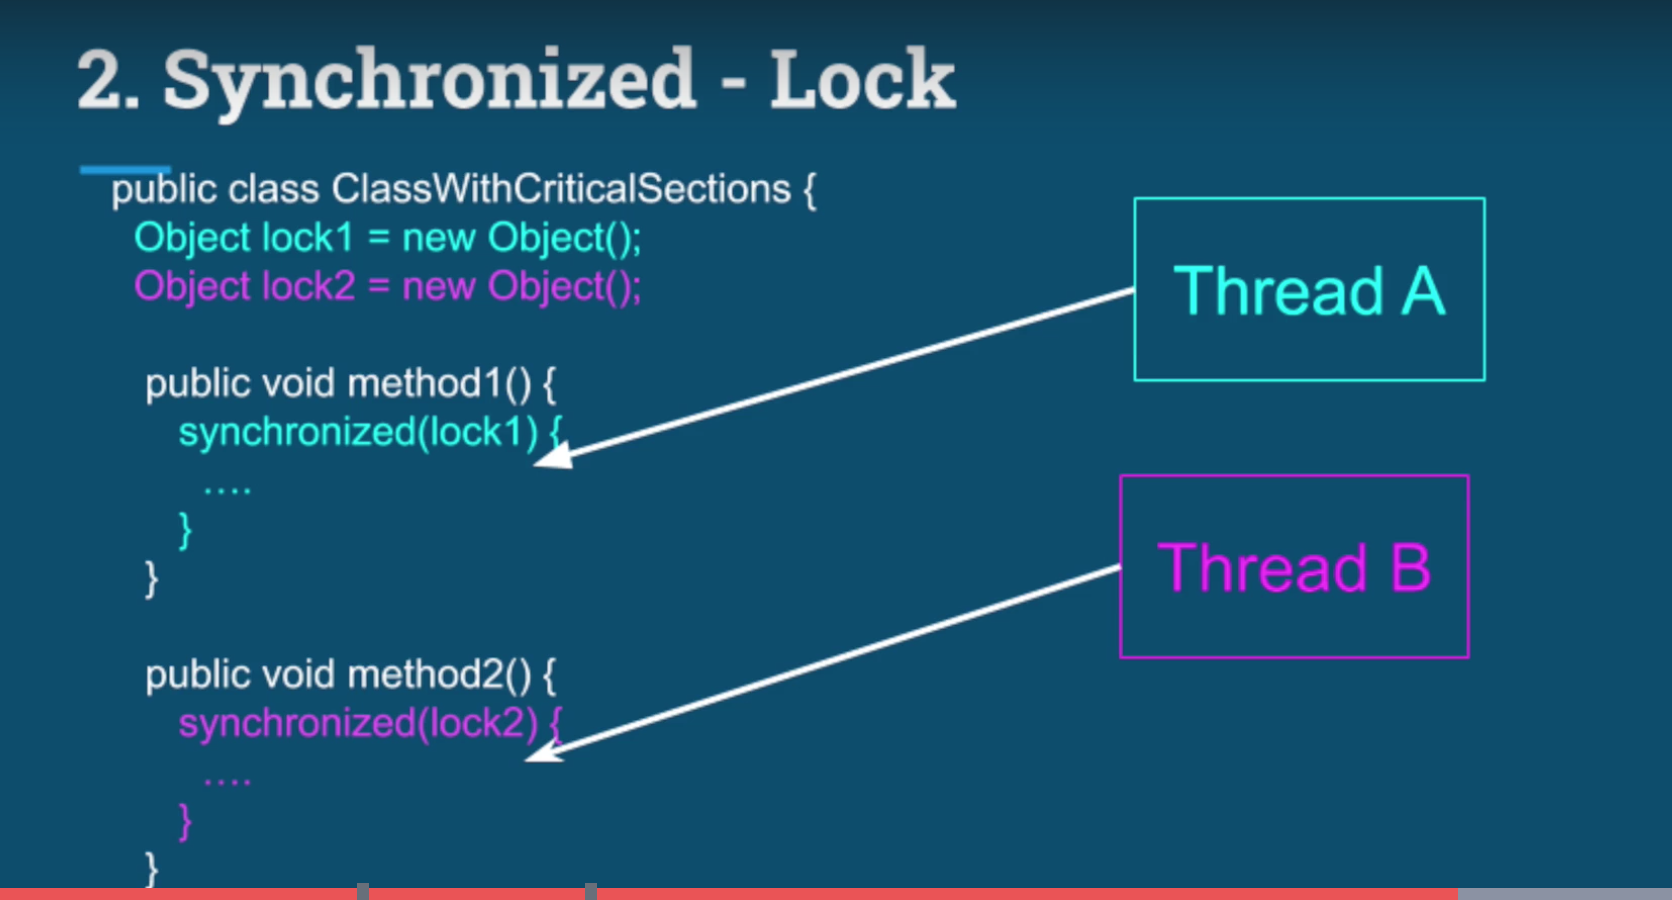 2. Synchronized - Lock
public class ClassWithCriticalSections {
Object lock1 = new Object();
Object lock2 = new Object();
public void method1() {
synchronized(lock1) {
....
}
}
public void method2() {
synchronized(lock2) {
....
}
}
Thread A
Thread B